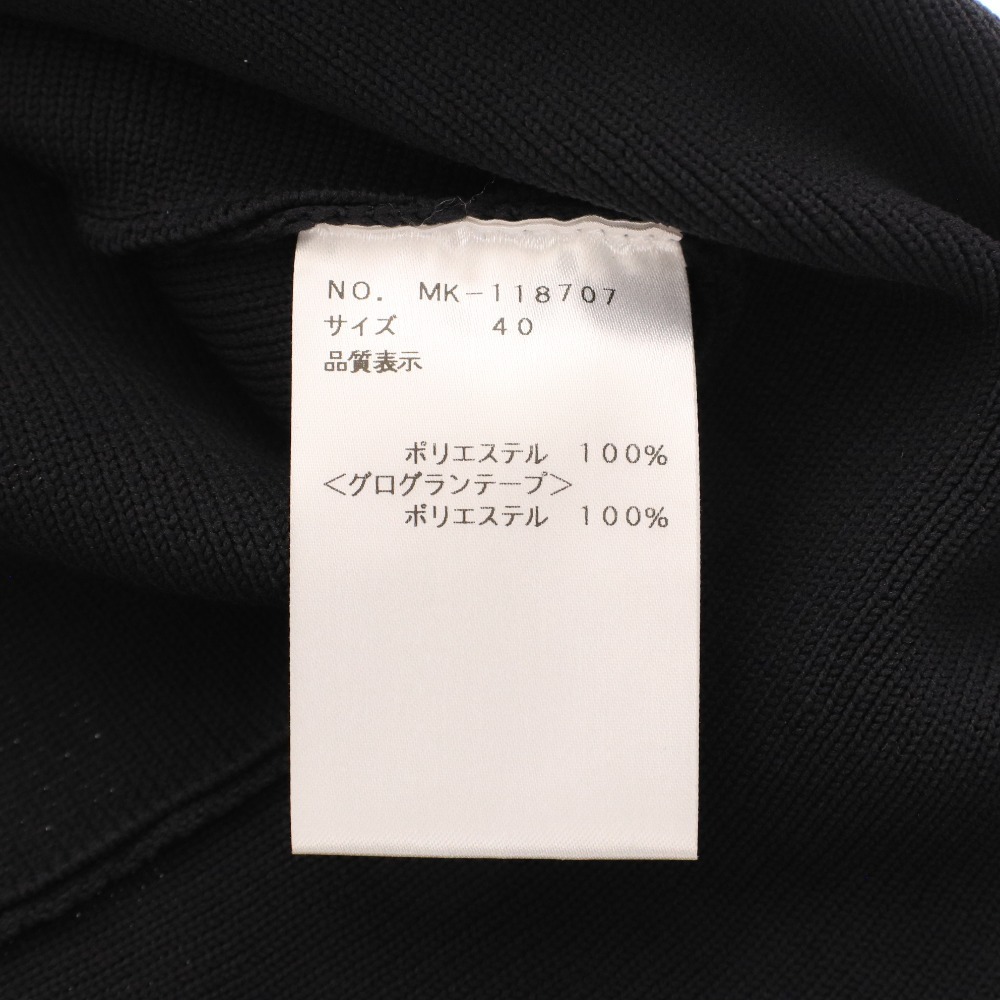 NO. MK-118707
サイズ 40
品質表示
ポリエステル 100%
<グログランテープ>
ポリエステル 100%